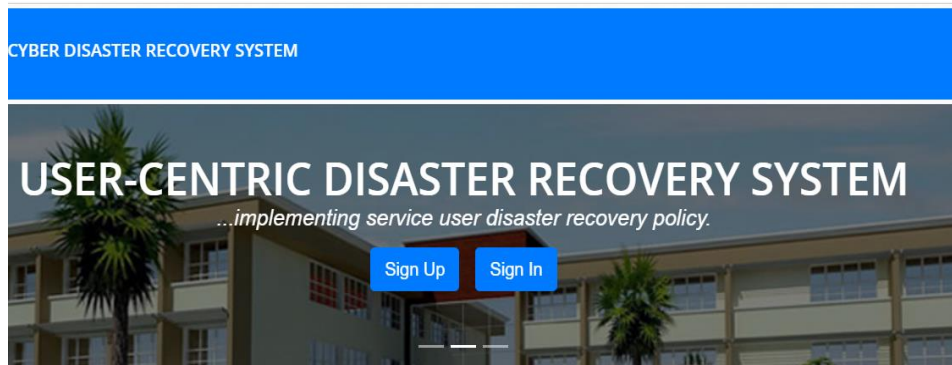 CYBER DISASTER RECOVERY SYSTEM
USER-CENTRIC DISASTER RECOVERY SYSTEM
...implementing service user disaster recovery policy.
Sign Up Sign In